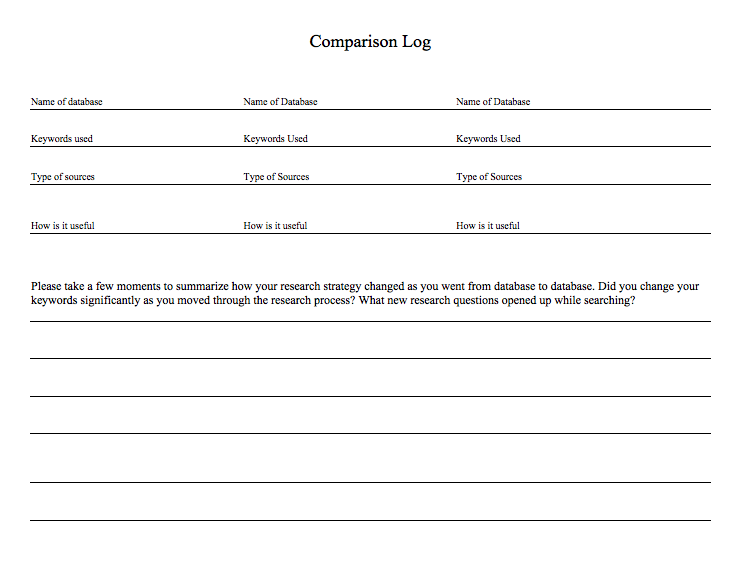 Comparison Log
Name of database Name of Database Name of Database
Keywords used Keywords Used Keywords Used
Type of sources Type of Sources Type of Sources
How is it useful How is it useful How is it useful
Please take a few moments to summarize how your research strategy changed as you went from database to database. Did you change your
keywords significantly as you moved through the research process? What new research questions opened up while searching?